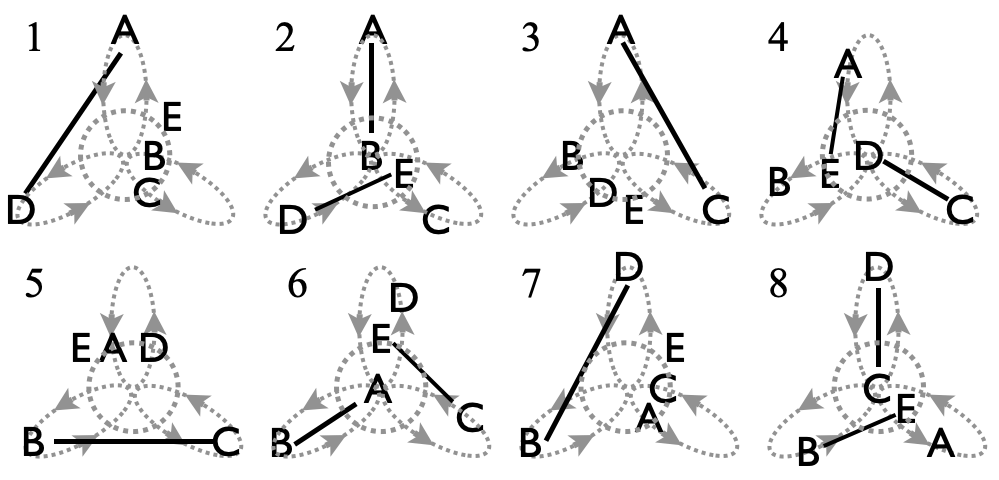 1 A E B C D
2 A B E D C
3 A B D E C
4 A D E B C
5 E A D B C
6 D E A C B
7 D E C A B
8 D C E A B